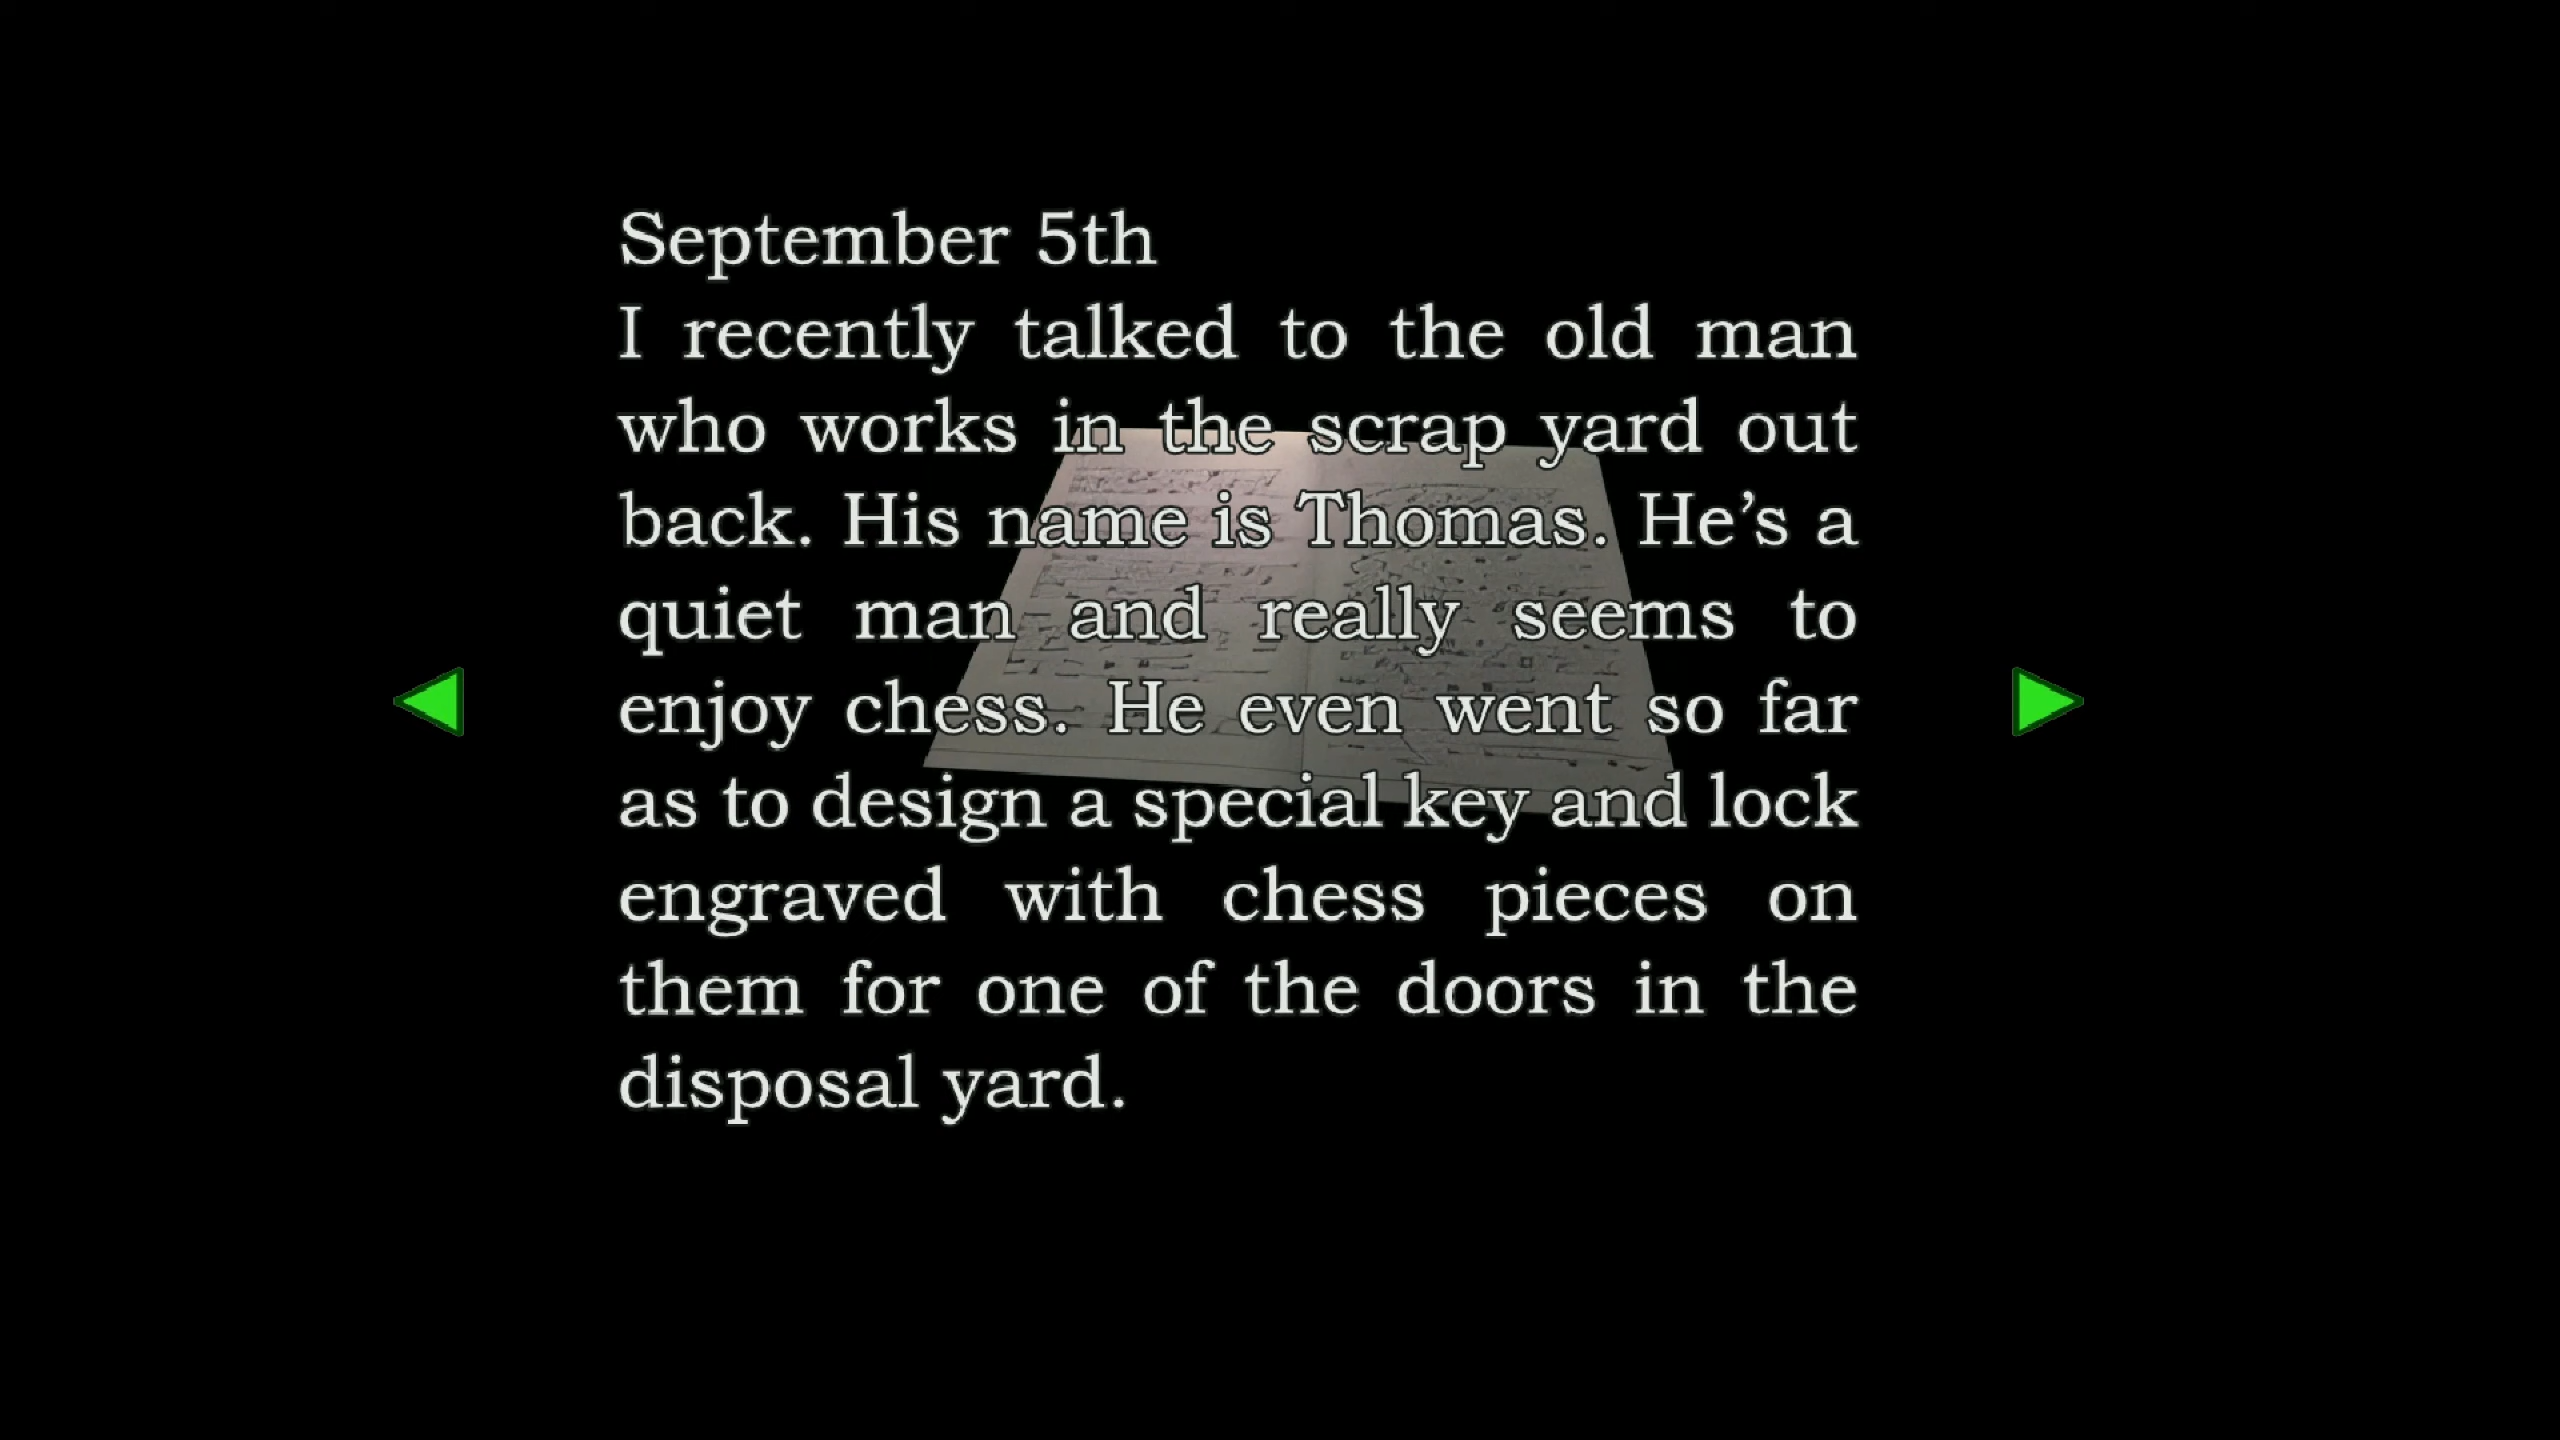 September 5th
I recently talked to the old man
who works in the scrap yard out
back. His name is Thomas. He’s a
quiet man and really seems to
enjoy chess. He even went so far
as to design a special key and lock
engraved with chess pieces on
them for one of the doors in the
disposal yard.